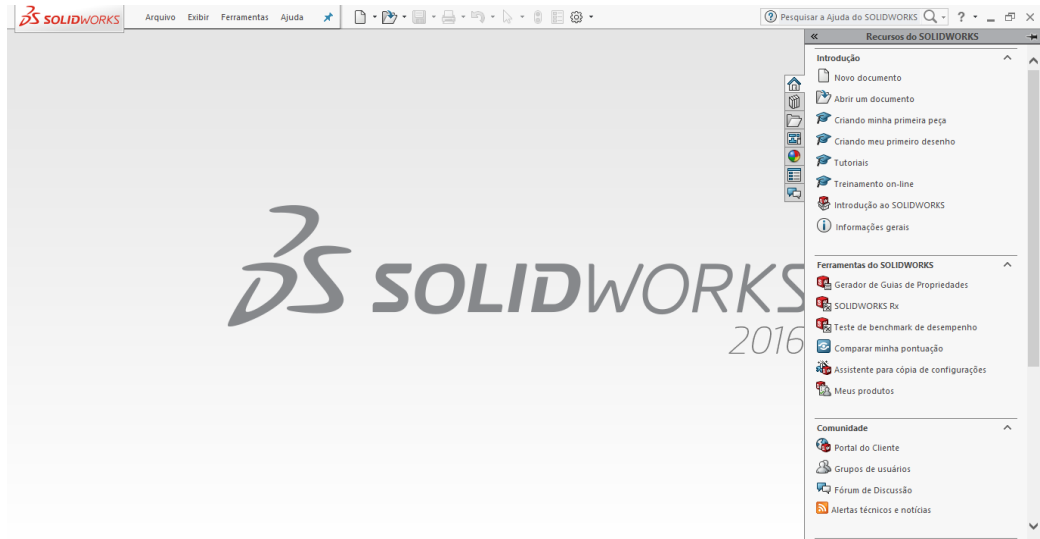 SOLIDWORKS Arquivo Exibir Ferramentas Ajuda Pesquisar a Ajuda do SOLIDWORKS ?
Recursos do SOLIDWORKS
Introdução
Novo documento
Abrir um documento
Criando minha primeira peça
Criando meu primeiro desenho
Tutoriais
Treinamento on-line
Introdução ao SOLIDWORKS
Informações gerais
SOLIDWORKS
2016
Ferramentas do SOLIDWORKS
Gerador de Guias de Propriedades
SOLIDWORKS Rx
Teste de benchmark de desempenho
Comparar minha pontuação
Assistente para cópia de configurações
Meus produtos
Comunidade
Portal do Cliente
Grupos de usuários
Fórum de Discussão
Alertas técnicos e notícias